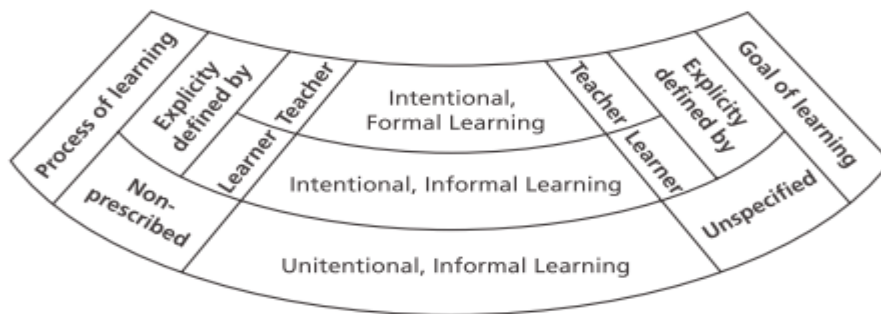 Process of learning
Explicity
defined by
Teacher
Learner
Non-
prescribed
Intentional,
Formal Learning
Intentional, Informal Learning
Unitentional, Informal Learning
Teacher
Learner
Explicity
defined by
Unspecified
Goal of learning